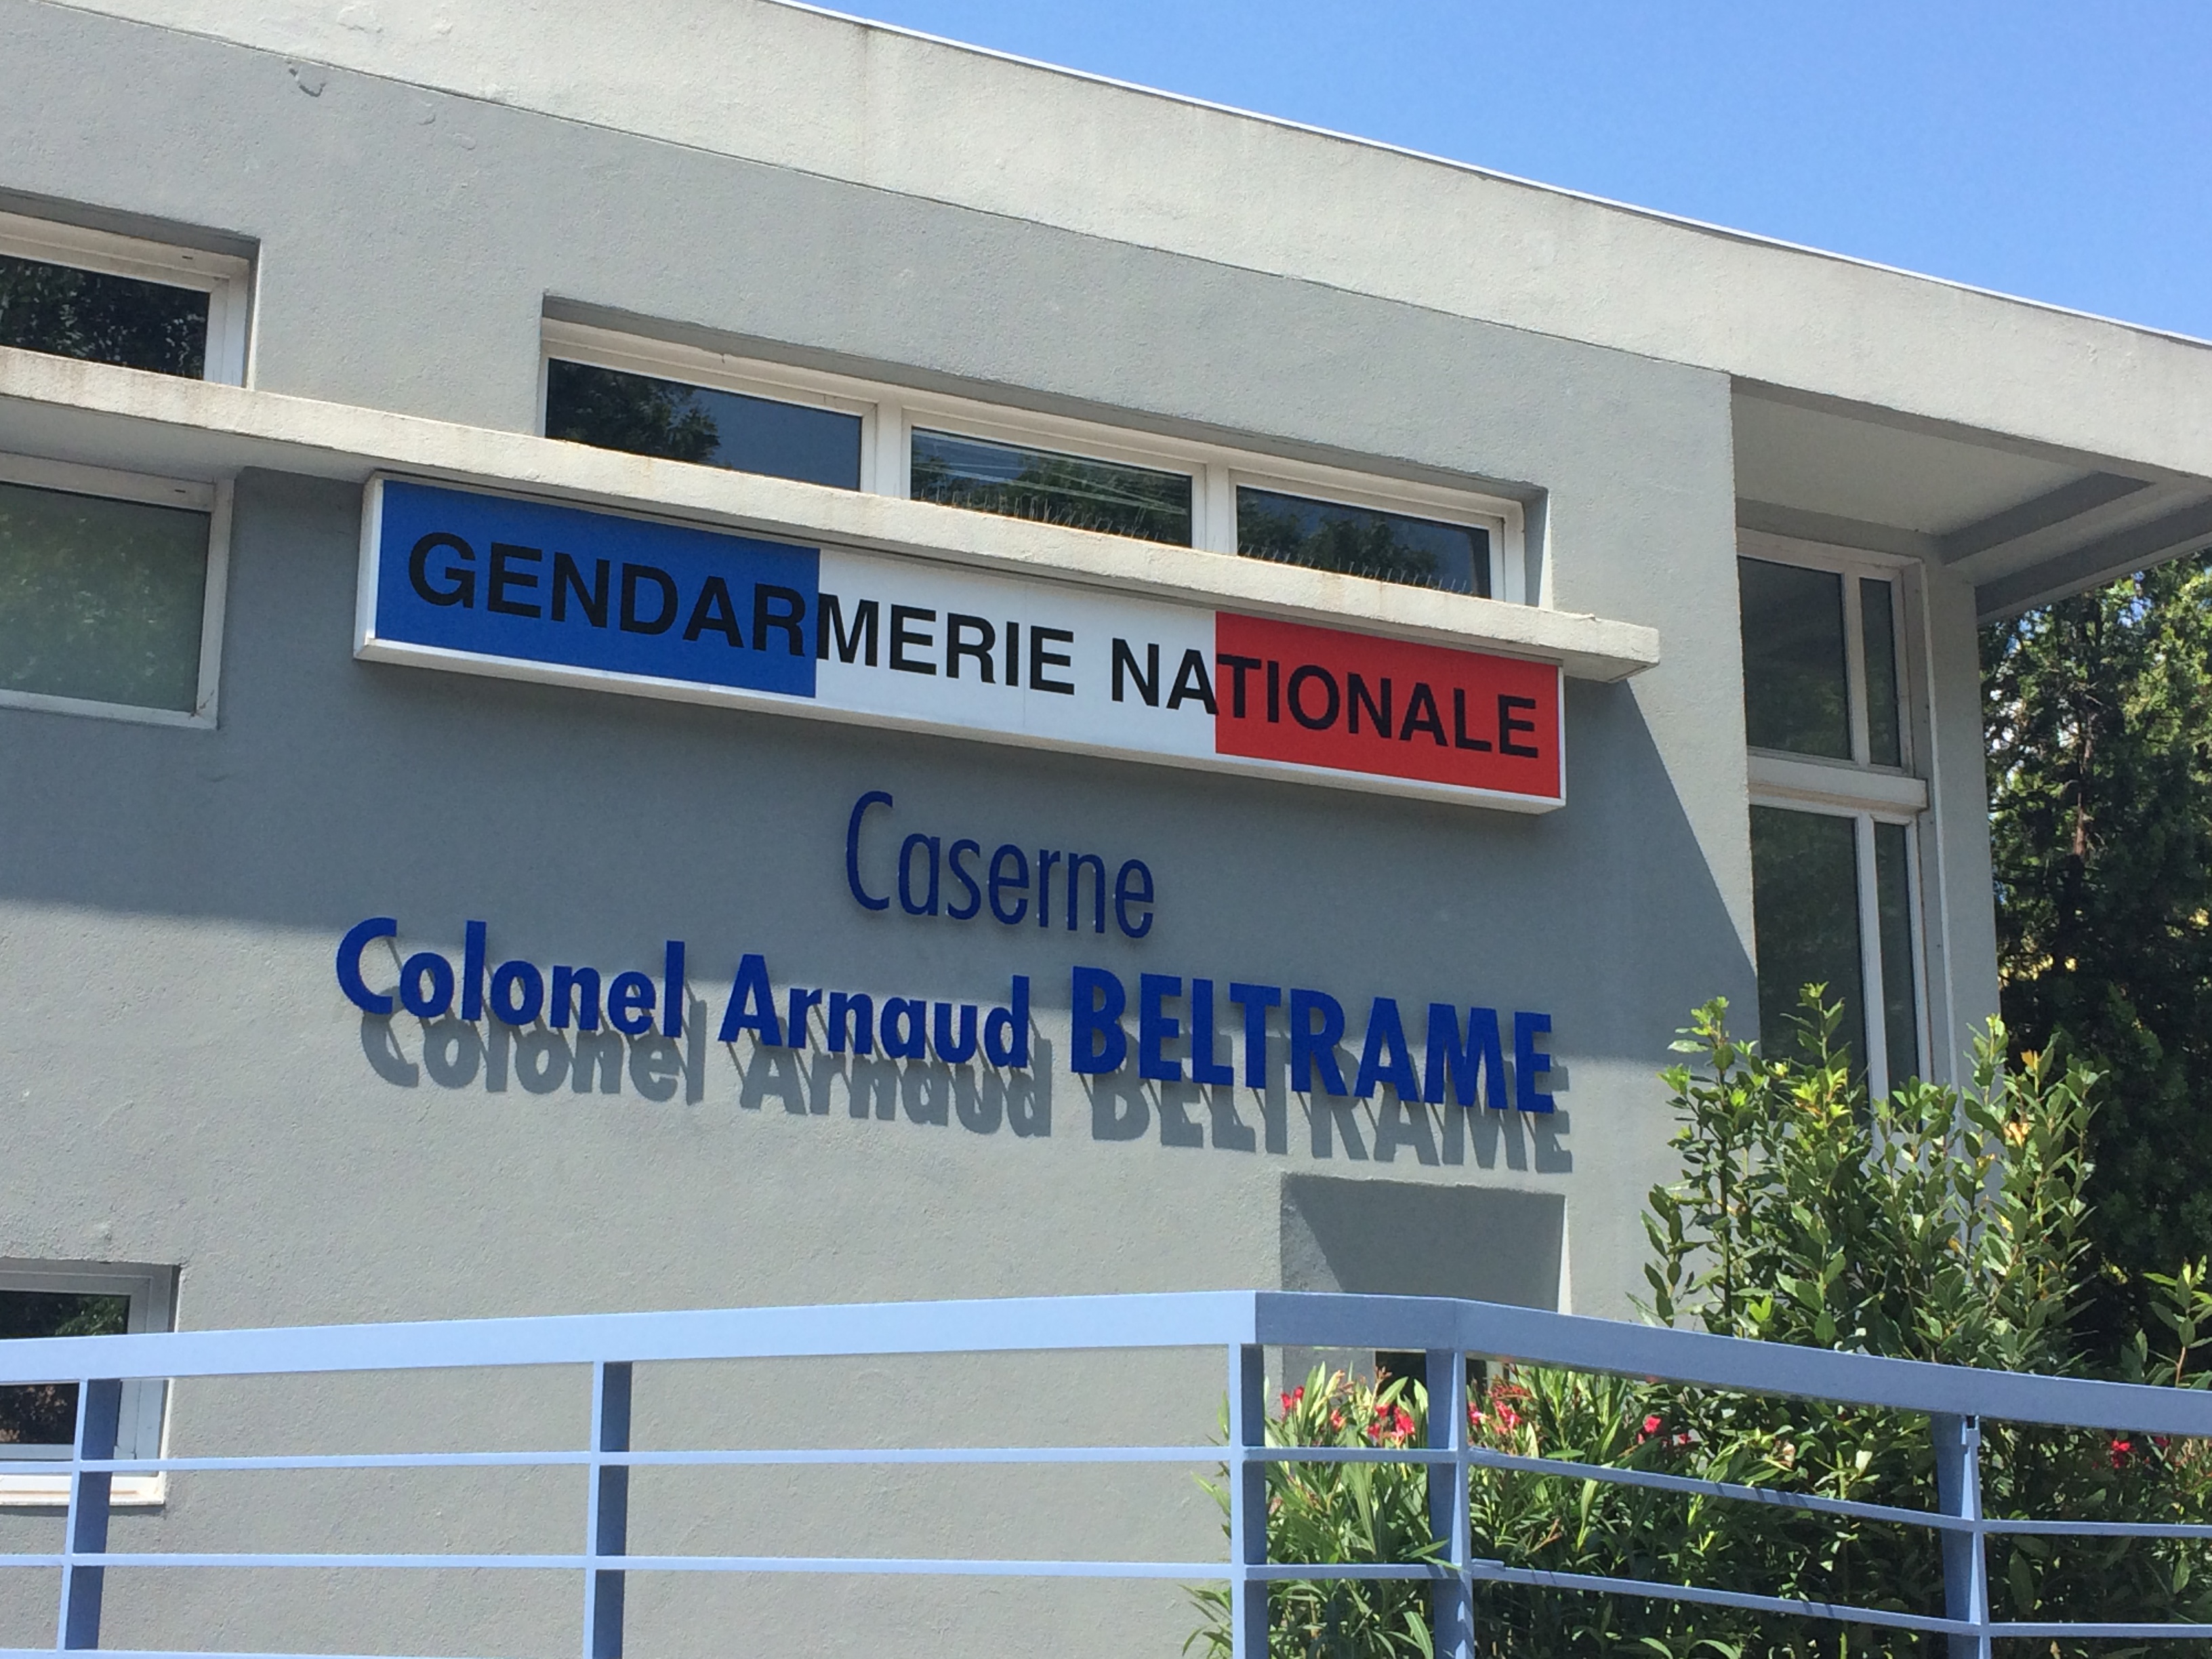 GENDARMERIE NATIONALE
Caserne
Colonel Arnaud BELTRAME